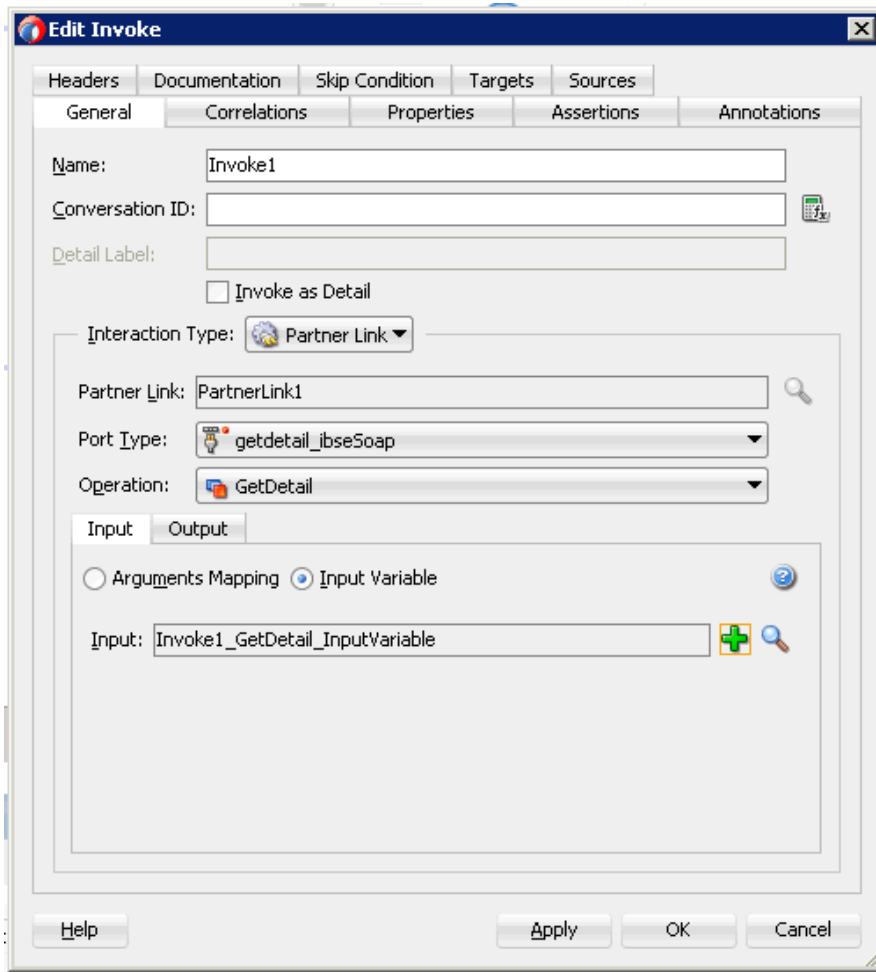 Edit Invoke
Headers Documentation Skip Condition Targets Sources
General Correlations Properties Assertions Annotations
Name: Invoke1
Conversation ID:
Detail Label:
Invoke as Detail
Interaction Type: Partner Link
Partner Link: PartnerLink1
Port Type: getdetail_ibseSoap
Operation: GetDetail
Input Output
Arguments Mapping Input Variable
Input: Invoke1_GetDetail_InputVariable
Help Apply OK Cancel